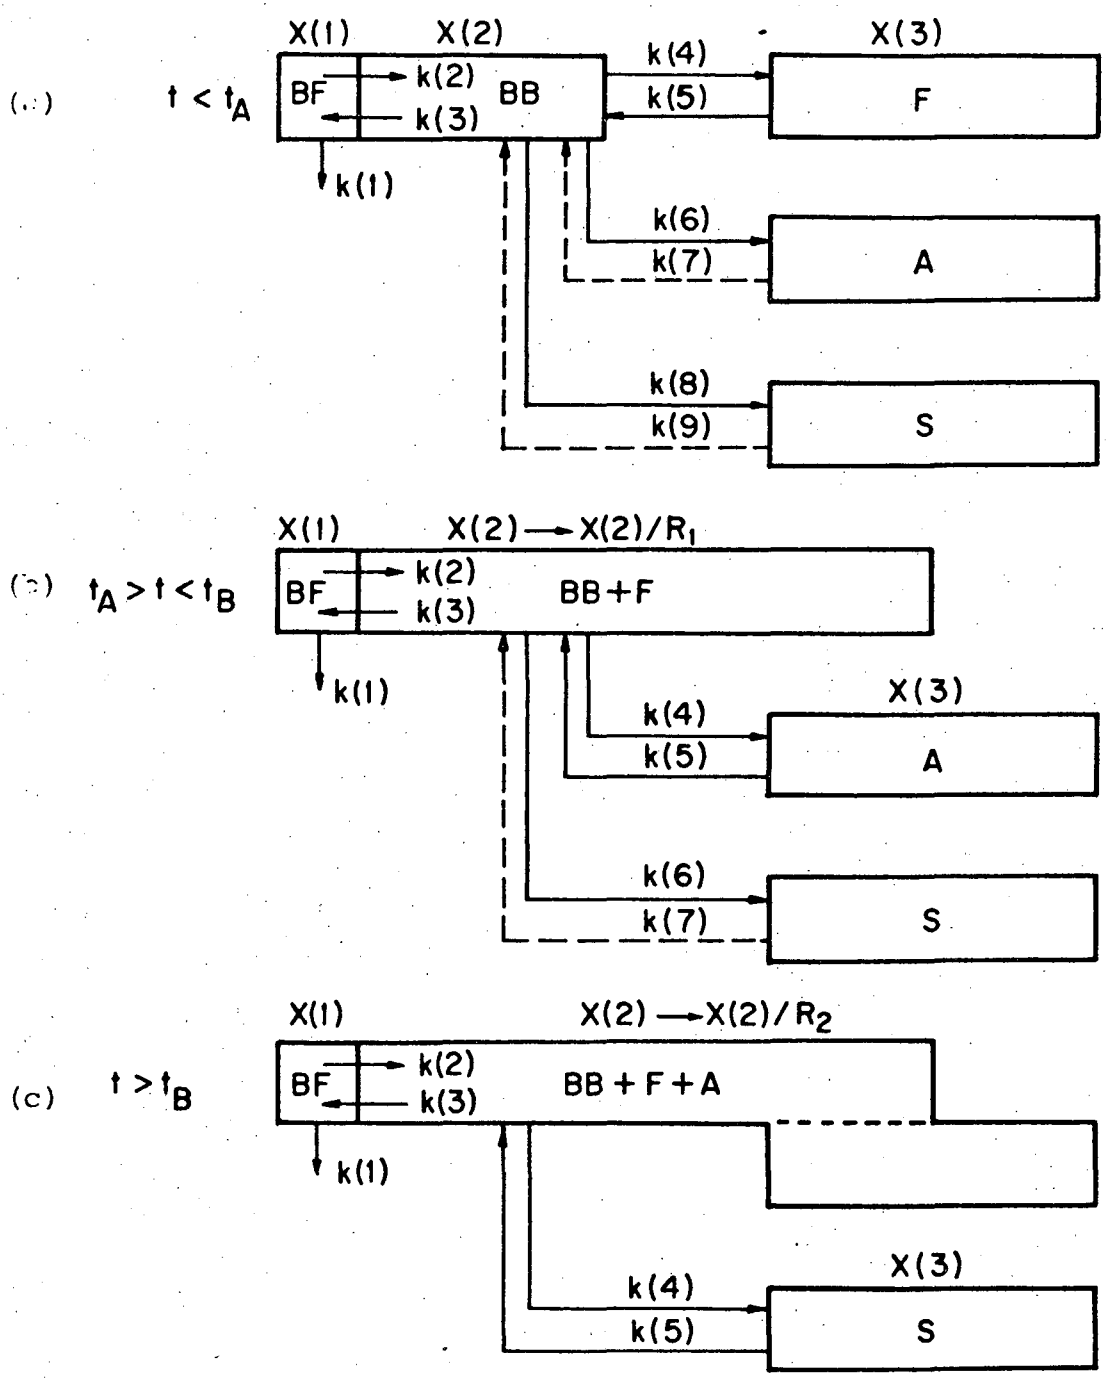 X(1) X(2) X(3)
t < tA BF k(2) BB k(4) F
k(3) k(5)
k(1)
k(6)
k(7) A
k(8)
k(9) S
X(1) X(2) → X(2)/R1 
tA > t < tB BF k(2) BB + F
k(3)
k(1) X(3)
k(4)
k(5) A
k(6)
k(7) S
X(1) X(2) → X(2)/R2
(c) t > tB BF k(2) BB + F + A
k(3)
k(1)
X(3)
k(4)
k(5) S